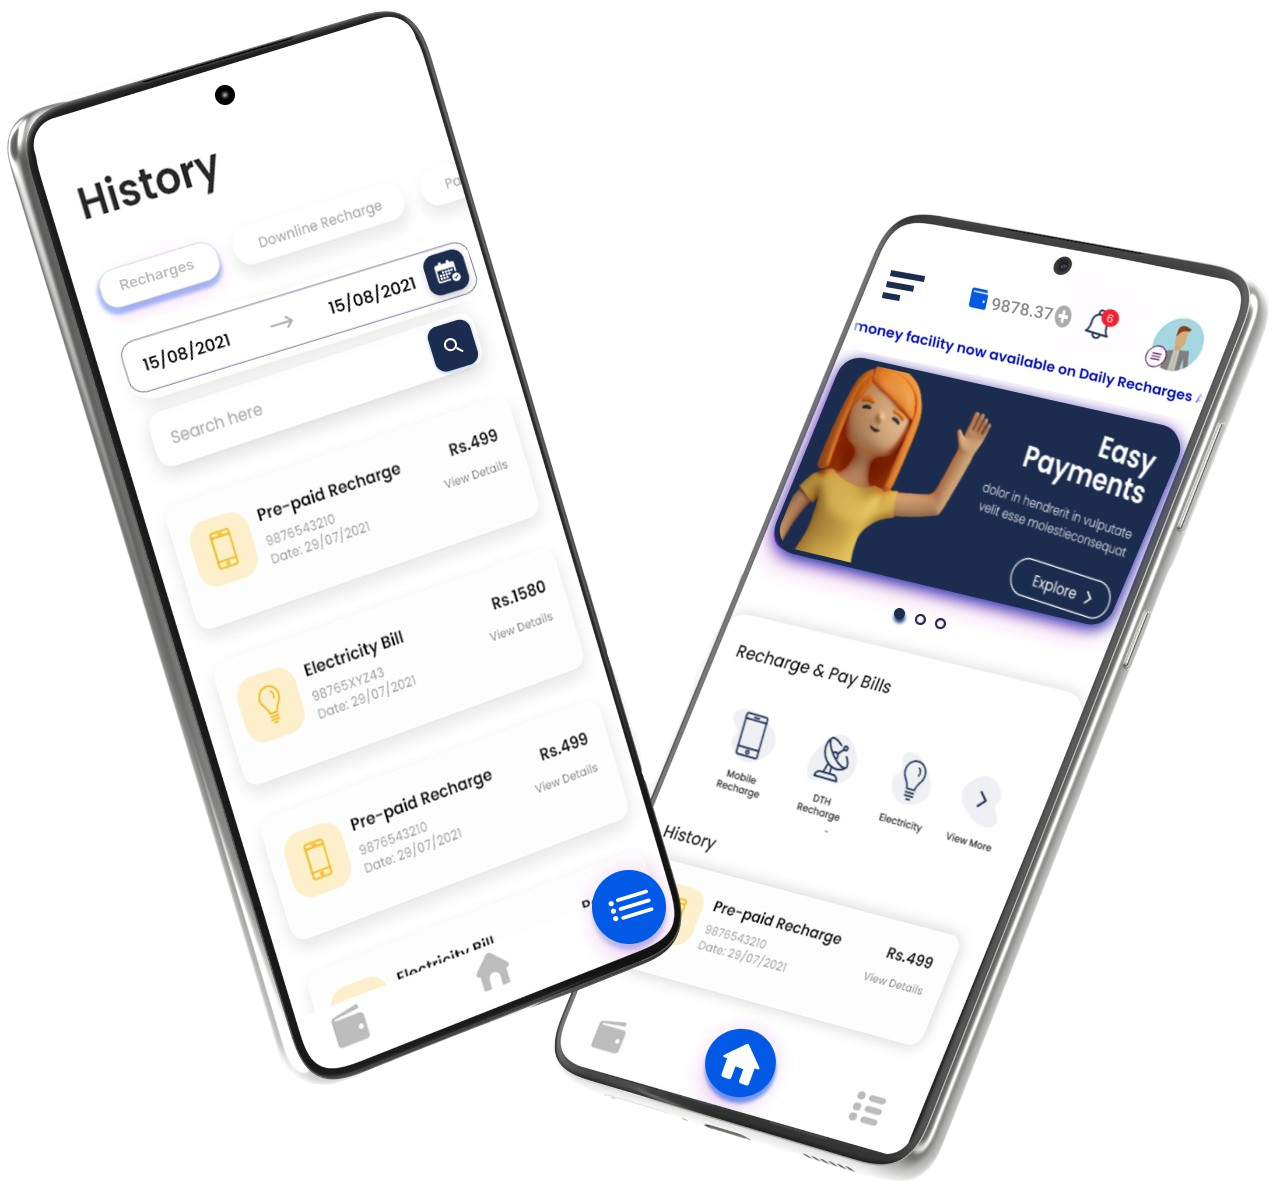 History
Recharges
Downline Recharge
15/08/2021
15/08/2021
Search here
Pre-paid Recharge
Rs.499
9876543210
View Details
Date: 29/07/2021
Electricity Bill
Rs.1580
98765XYZ43
View Details
Date: 29/07/2021
Pre-paid Recharge
Rs.499
9876543210
View Details
Date: 29/07/2021
Electricity Bill
9878.37
6
money facility now available on Daily Recharges
Easy
Payments
dolor in hendrerit in vulputate
velit esse molestieconsequat
Explore
Recharge & Pay Bills
Mobile
Recharge
DTH
Recharge
Electricity
View More
History
Pre-paid Recharge
Rs.499
9876543210
View Details
Date: 29/07/2021